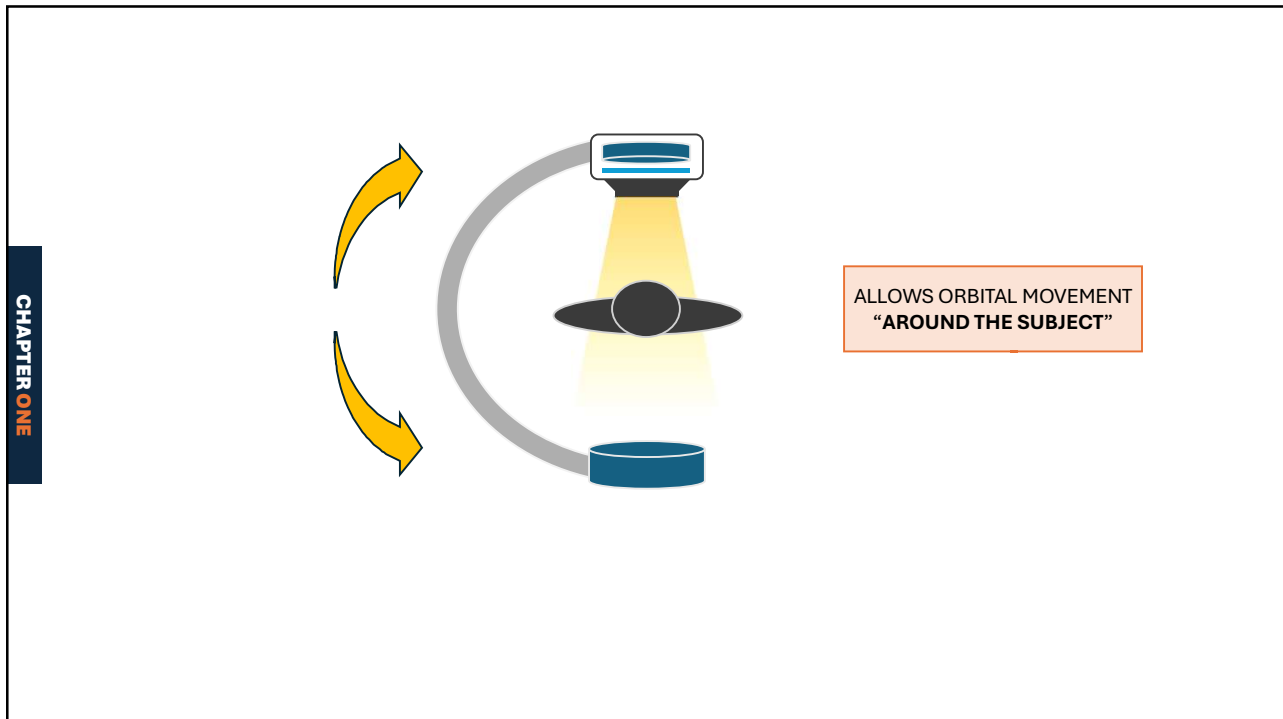 CHAPTER ONE
ALLOWS ORBITAL MOVEMENT
“AROUND THE SUBJECT”